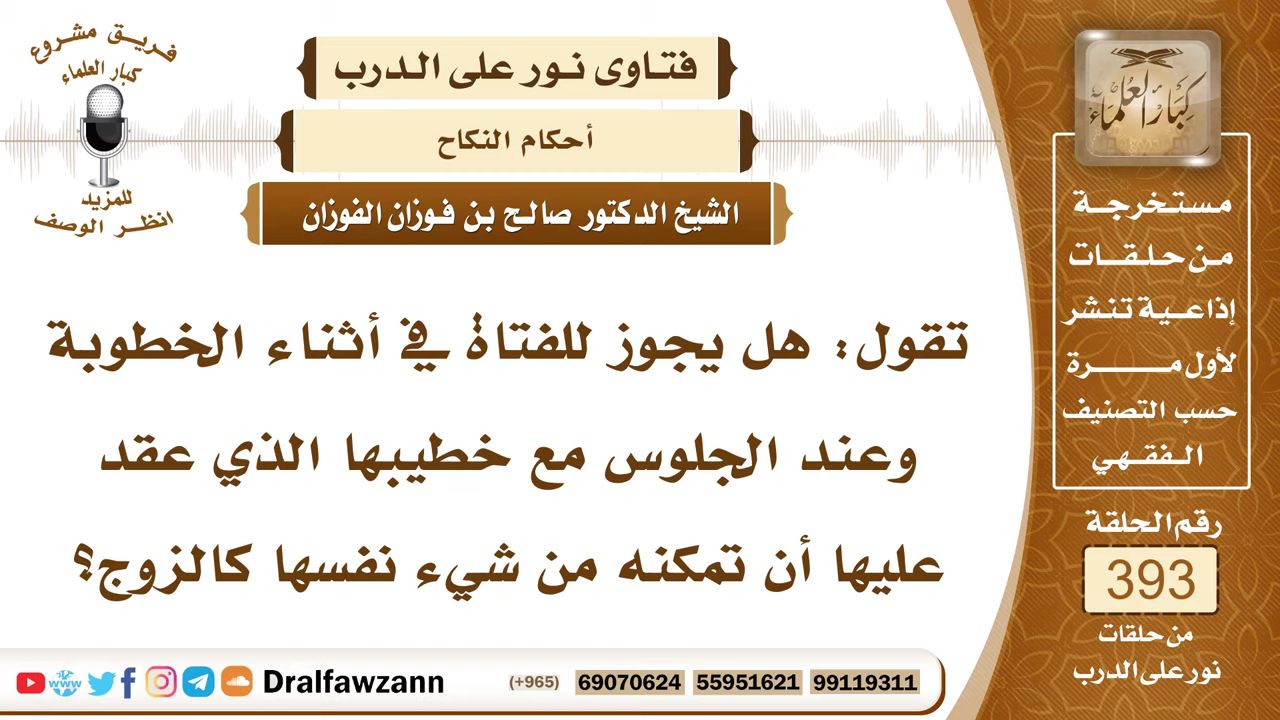 فريق مشروع
كبار العلماء
للمزيد
انظر الوصف
فتاوى نور على الدرب
أحكام النكاح
الشيخ الدكتور صالح بن فوزان الفوزان
تقول: هل يجوز للفتاة في أثناء الخطوبة
وعند الجلوس مع خطيبها الذي عقد
عليها أن تمكنه من شيء نفسها كالزوج؟
كبار العلماء
مستخرجة
من حلقات
إذاعية تنشر
لأول مرة
حسب التصنيف
الفقهي
رقم الحلقة
393
من حلقات
نور على الدرب
www
Dralfawzann
(+965) 69070624 55951621 99119311